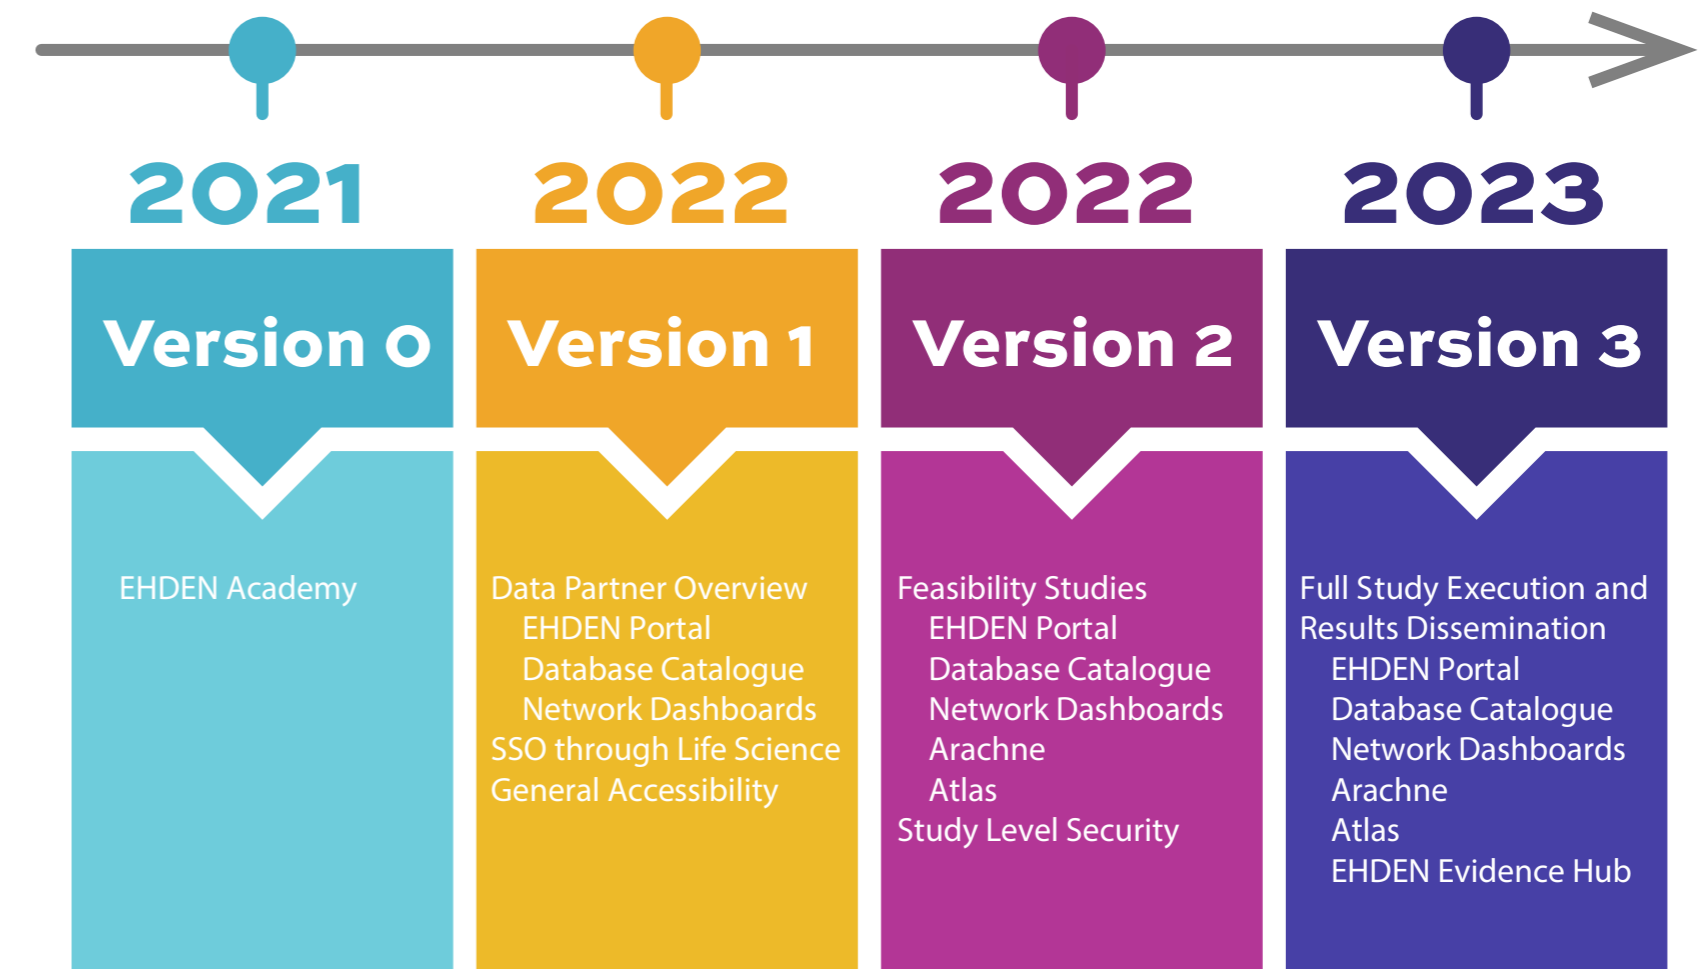 2021
2022
2022
2023
Version 0
Version 1
Version 2
Version 3
EHDEN Academy
Data Partner Overview
EHDEN Portal
Database Catalogue
Network Dashboards
SSO through Life Science
General Accessibility
Feasibility Studies
EHDEN Portal
Database Catalogue
Network Dashboards
Arachne
Atlas
Study Level Security
Full Study Execution and
Results Dissemination
EHDEN Portal
Database Catalogue
Network Dashboards
Arachne
Atlas
EHDEN Evidence Hub